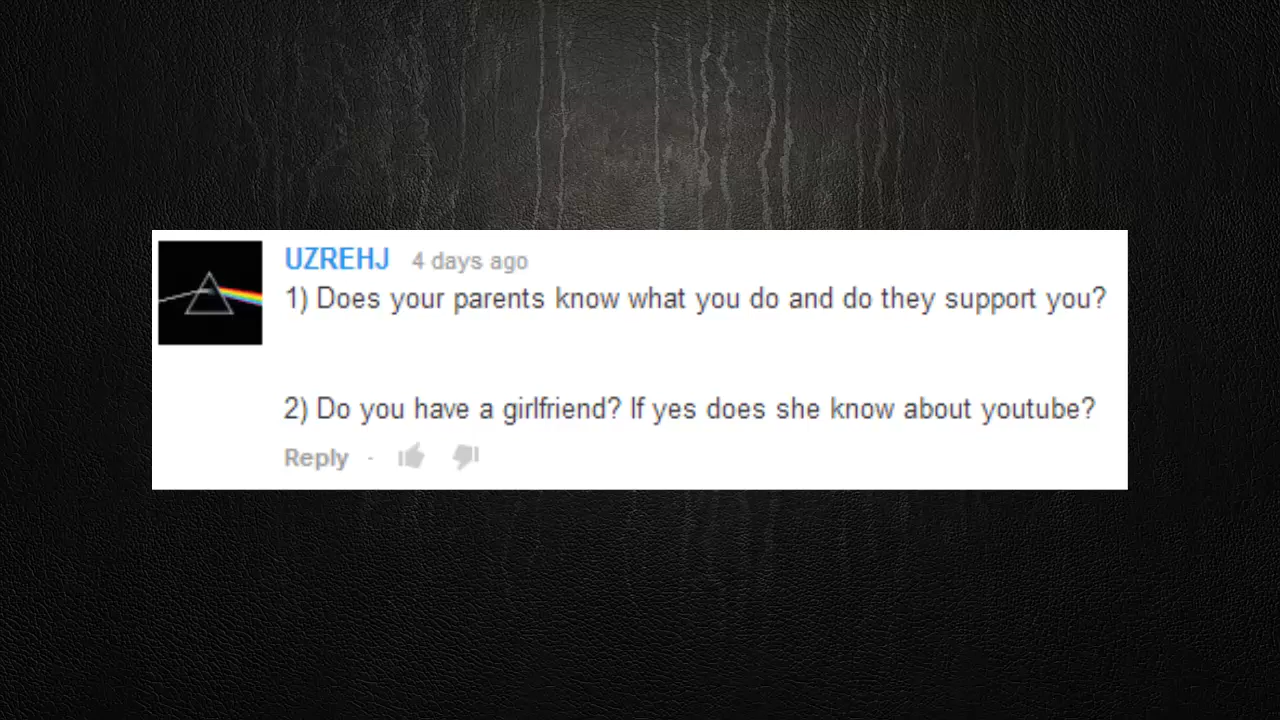 UZREHJ 4 days ago
1) Does your parents know what you do and do they support you?
2) Do you have a girlfriend? If yes does she know about youtube?
Reply ·